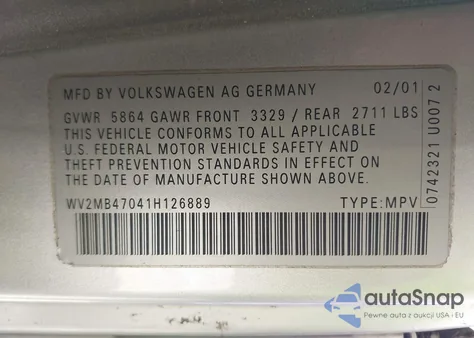 MFD BY VOLKSWAGEN AG GERMANY 02/01
GVWR 5864 GAWR FRONT 3329 / REAR 2711 LBS
THIS VEHICLE CONFORMS TO ALL APPLICABLE
U.S. FEDERAL MOTOR VEHICLE SAFETY AND
THEFT PREVENTION STANDARDS IN EFFECT ON
THE DATE OF MANUFACTURE SHOWN ABOVE.
WV2MB47041H126889 TYPE:MPV
0742321 U007 2
autoSnap
Pewne auto z aukcji USA i EU